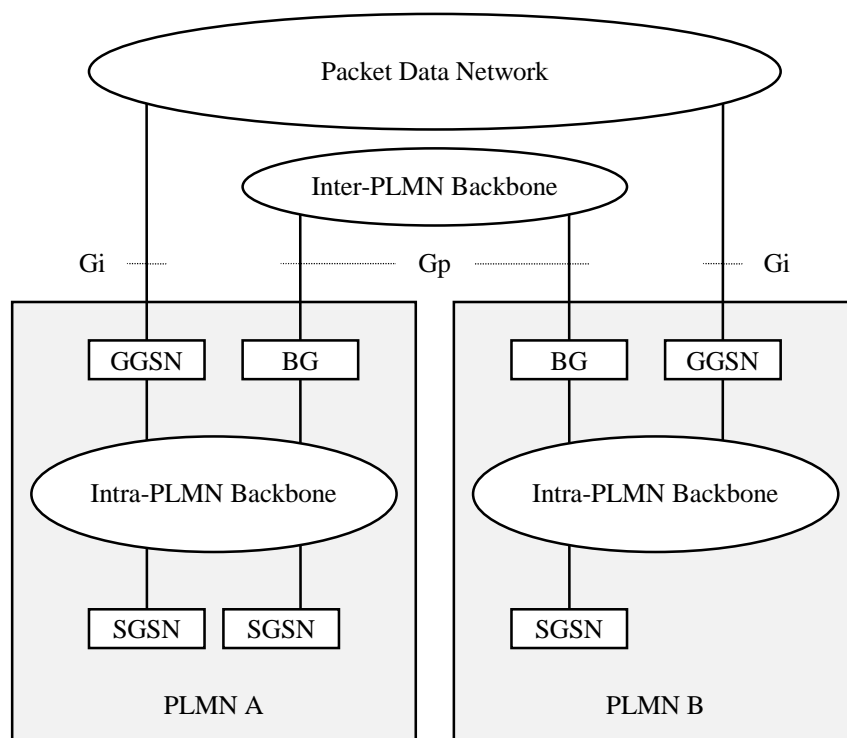 Packet Data Network
Inter-PLMN Backbone
Gi
Gp
Gi
GGSN
BG
BG
GGSN
Intra-PLMN Backbone
Intra-PLMN Backbone
SGSN
SGSN
SGSN
PLMN A
PLMN B